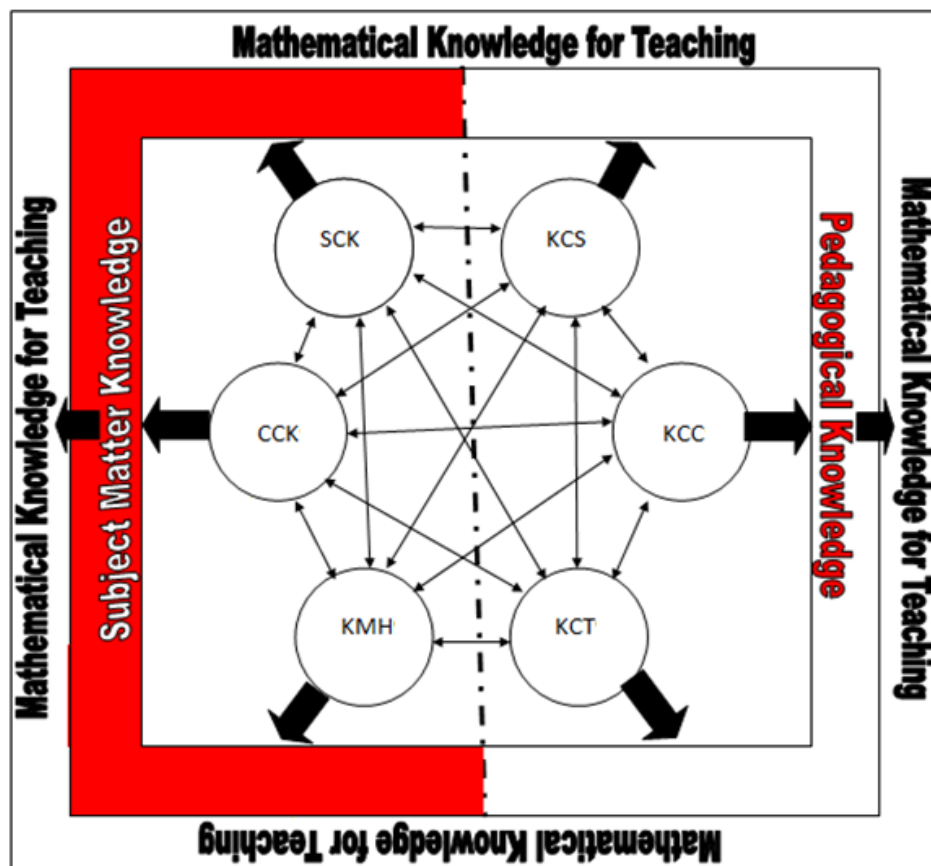 Mathematical Knowledge for Teaching
Mathematical Knowledge for Teaching
Subject Matter Knowledge
SCK
KCS
CCK
KCC
KMH
KCT
Pedagogical Knowledge
Mathematical Knowledge for Teaching
Mathematical Knowledge for Teaching